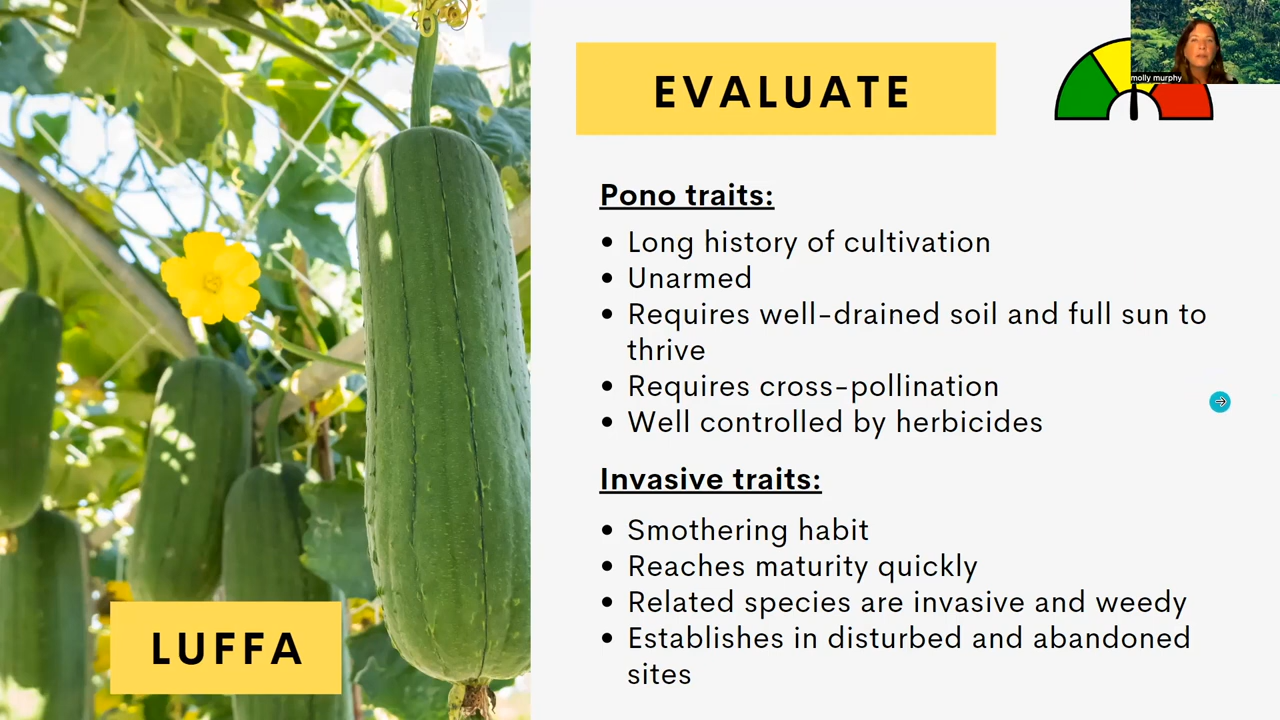 EVALUATE
molly murphy
Pono traits:
• Long history of cultivation
• Unarmed
• Requires well-drained soil and full sun to
thrive
• Requires cross-pollination
• Well controlled by herbicides
Invasive traits:
• Smothering habit
• Reaches maturity quickly
• Related species are invasive and weedy
• Establishes in disturbed and abandoned
sites
LUFFA